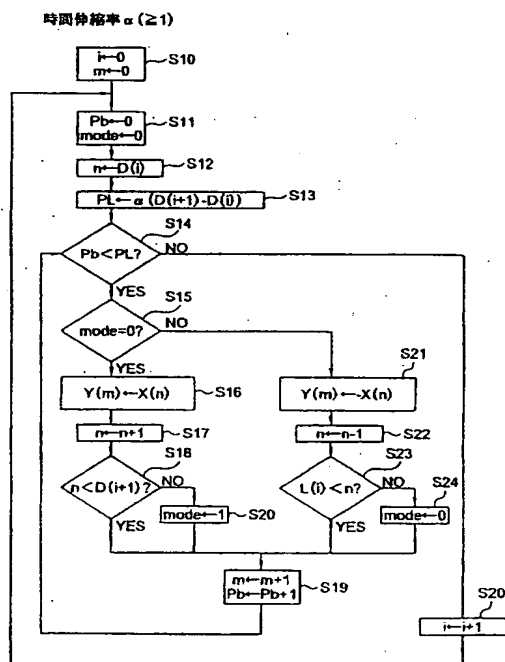 時間伸縮率 α (≧1)
i←0
m←0
S10
Pb←0
mode←0
S11
n←D(i)
S12
PL←α (D(i+1)-D(i))
S13
S14
Pb<PL?
NO
YES
S15
mode=0?
NO
YES
S16
Y(m)←X(n)
S21
Y(m)←-X(n)
n←n+1
S17
n←n-1
S22
S18
n<D(i+1)?
NO
YES
S23
L(i)<n?
NO
YES
S24
mode←1
S20
mode←0
m←m+1
Pb←Pb+1
S19
S20
i←i+1